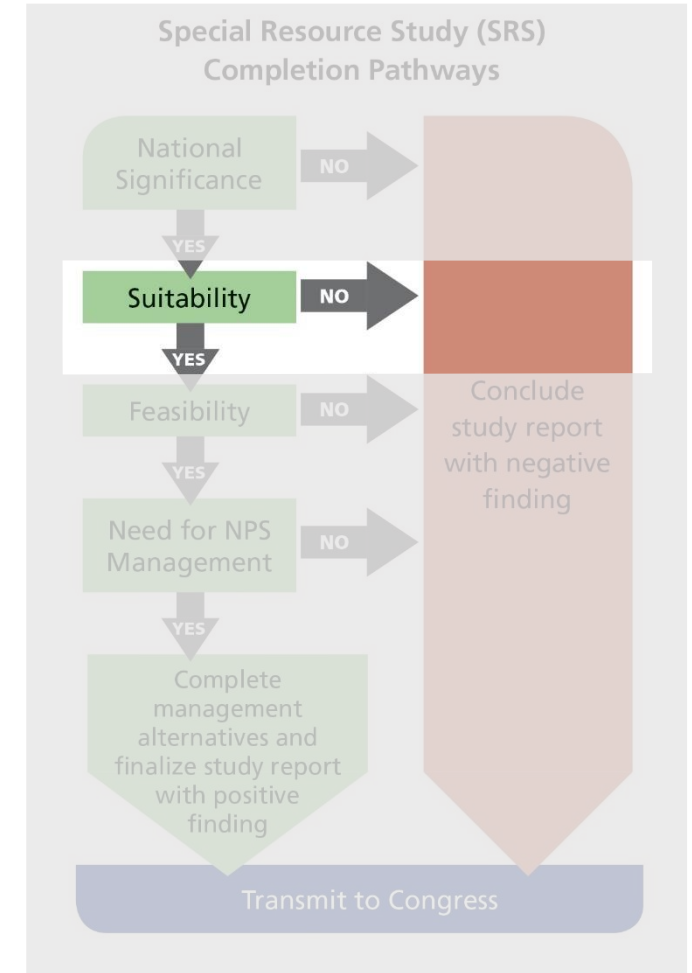 Special Resource Study (SRS)
Completion Pathways
National
Significance
NO
YES
Suitability
NO
YES
Feasibility
NO
YES
Conclude
study report
with negative
finding
Need for NPS
Management
NO
YES
Complete
management
alternatives and
finalize study report
with positive
finding
Transmit to Congress